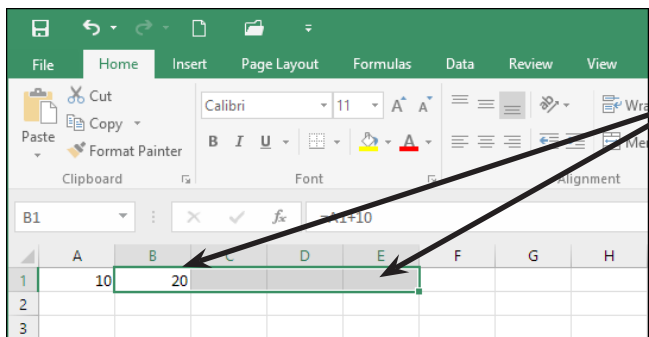 File Home Insert Page Layout Formulas Data Review View
Cut
Copy
Format Painter
Paste
Calibri 11 A A
B I U A
Clipboard Font
B1 fx =A1+10
A B D E F G H
1 10 20
2
3